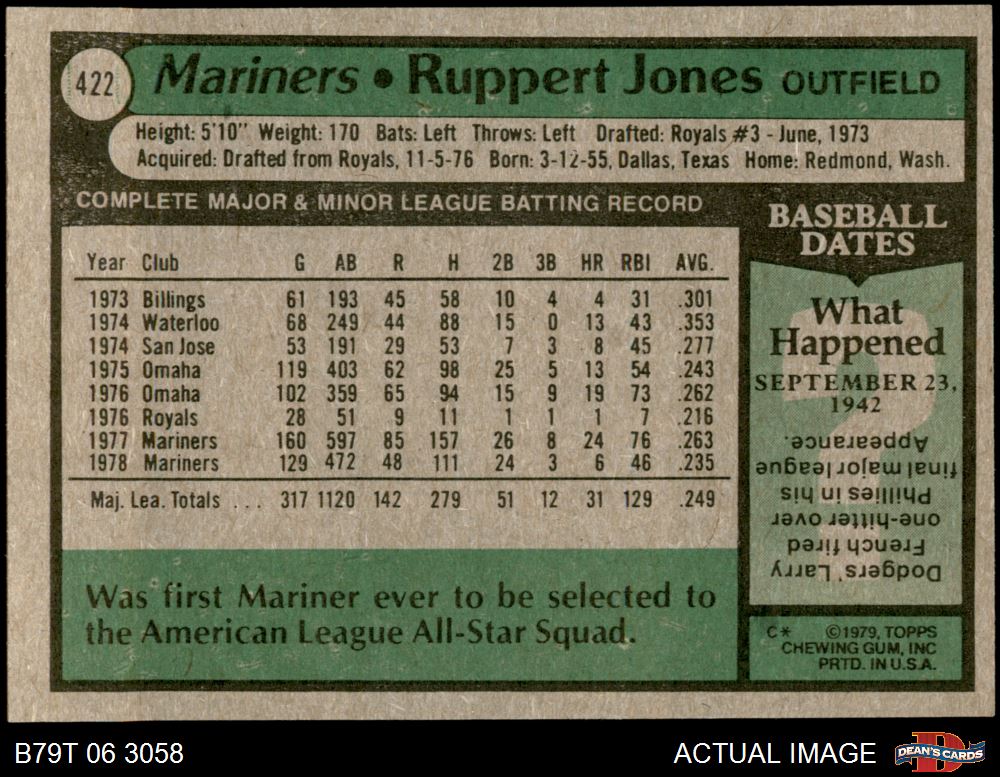 422
Mariners • Ruppert Jones OUTFIELD
Height: 5'10" Weight: 170 Bats: Left Throws: Left Drafted: Royals #3 - June, 1973
Acquired: Drafted from Royals, 11-5-76 Born: 3-12-55, Dallas, Texas Home: Redmond, Wash.
COMPLETE MAJOR & MINOR LEAGUE BATTING RECORD
Year Club G AB R H 2B 3B HR RBI AVG.
1973 Billings 61 193 45 58 10 4 4 31 .301
1974 Waterloo 68 249 44 88 15 0 13 43 .353
1974 San Jose 53 191 29 53 7 3 8 45 .277
1975 Omaha 119 403 62 98 25 5 13 54 .243
1976 Omaha 102 359 65 94 15 9 19 73 .262
1976 Royals 28 51 9 11 1 1 1 7 .216
1977 Mariners 160 597 85 157 26 8 24 76 .263
1978 Mariners 129 472 48 111 24 3 6 46 .235
Maj. Lea. Totals ... 317 1120 142 279 51 12 31 129 .249
Was first Mariner ever to be selected to
the American League All-Star Squad.
BASEBALL
DATES
What
Happened
SEPTEMBER 23,
1942
Dodgers' Larry
French fired
one-hitter over
Phillies in his
final major league
Appearance.
C* ©1979, TOPPS
CHEWING GUM, INC
PRTD. IN U.S.A.
B79T 06 3058
ACTUAL IMAGE
D
DEAN'S CARDS